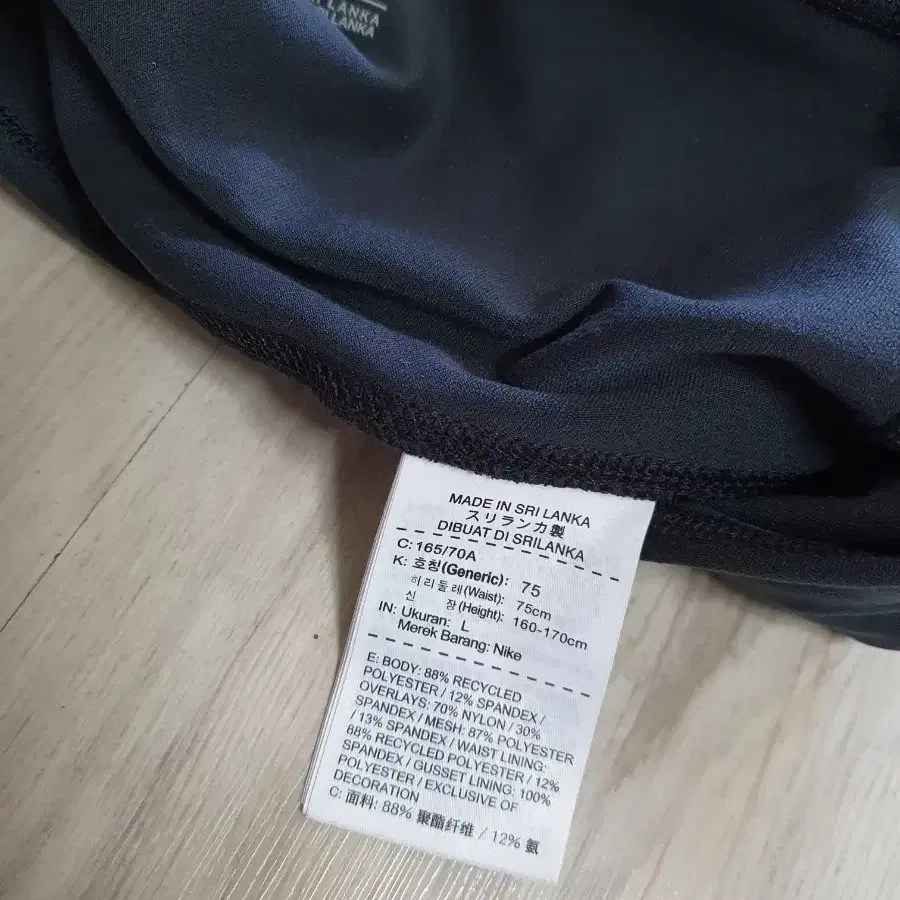 LANKA
LANKA
MADE IN SRI LANKA
スリランカ製
DIBUAT DI SRILANKA
C: 165/70A
K: 호칭(Generic): 75
허리둘레(Waist): 75cm
신 장(Height): 160-170cm
IN: Ukuran: L
Merek Barang: Nike
E: BODY: 88% RECYCLED
POLYESTER / 12% SPANDEX /
OVERLAYS: 70% NYLON / 30%
SPANDEX / MESH: 87% POLYESTER
/ 13% SPANDEX / WAIST LINING:
88% RECYCLED POLYESTER / 12%
SPANDEX / GUSSET LINING: 100%
POLYESTER / EXCLUSIVE OF
DECORATION
C: 面料: 88% 聚酯纤维 / 12% 氨